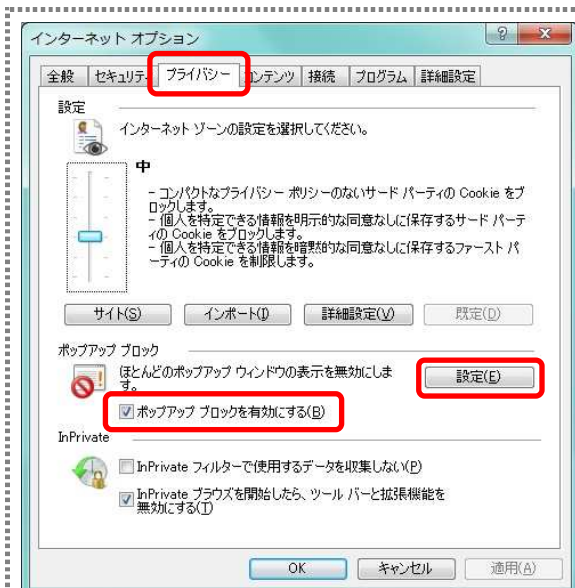 インターネット オプション
全般 セキュリティ プライバシー コンテンツ 接続 プログラム 詳細設定
設定
インターネット ゾーンの設定を選択してください。
中
- コンパクトなプライバシー ポリシーのないサード パーティの Cookie をブ
ロックします。
- 個人を特定できる情報を明示的な同意なしに保存するサード パーテ
ィの Cookie をブロックします。
- 個人を特定できる情報を暗黙的な同意なしに保存するファースト パ
ーティの Cookie を制限します。
サイト(S) インポート(I) 詳細設定(V) 既定(D)
ポップアップ ブロック
ほとんどのポップアップ ウィンドウの表示を無効にしま
す。
設定(E)
ポップアップ ブロックを有効にする(B)
InPrivate
InPrivate フィルターで使用するデータを収集しない(P)
InPrivate ブラウズを開始したら、ツール バーと拡張機能を
無効にする(T)
OK キャンセル 適用(A)